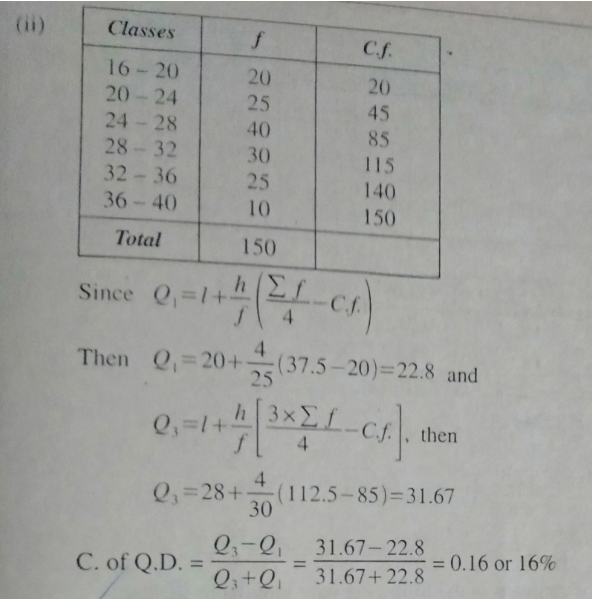 (ii)
Classes f C.f.
16 – 20 20 20
20 – 24 25 45
24 – 28 40 85
28 – 32 30 115
32 – 36 25 140
36 – 40 10 150
Total 150
Since Q₁=l+h/f(∑f/4−C.f.)
Then Q₁=20+4/25(37.5−20)=22.8 and
Q₃=l+h/f[3×∑f/4−C.f.], then
Q₃=28+4/30(112.5−85)=31.67
C. of Q.D. = Q₃−Q₁/Q₃+Q₁ = 31.67−22.8/31.67+22.8 = 0.16 or 16%